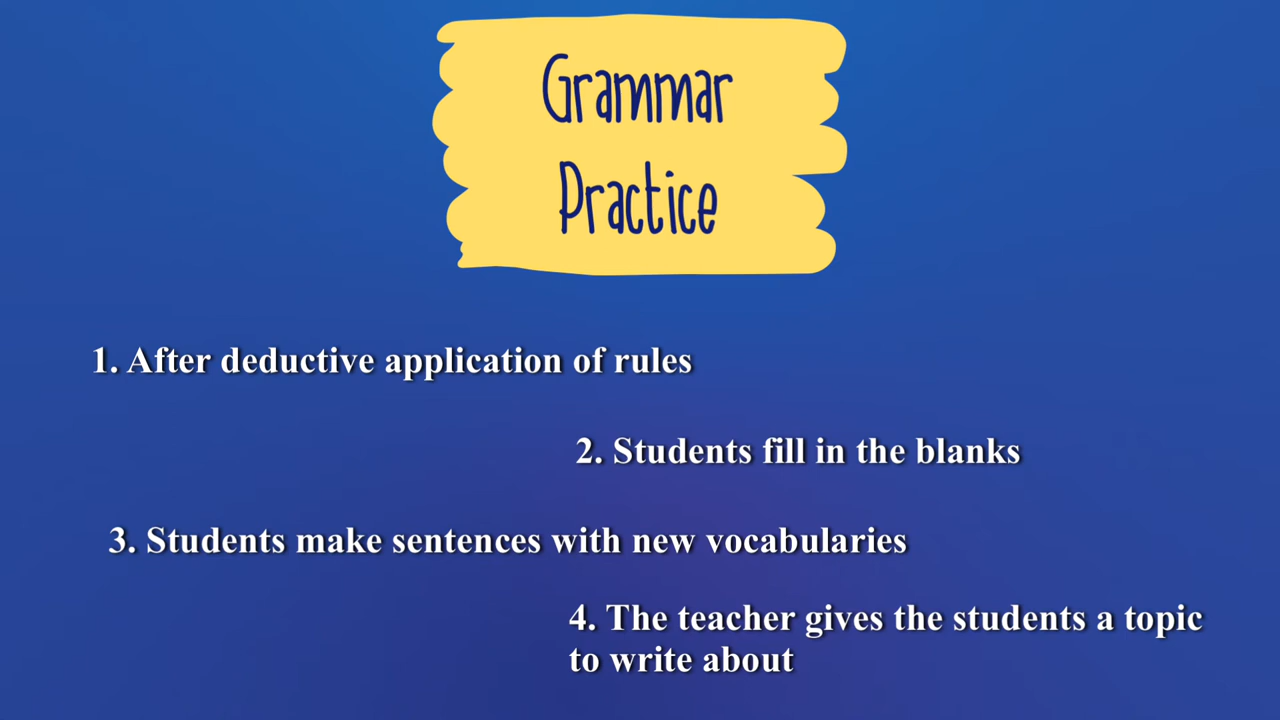 Grammar
Practice
1. After deductive application of rules
2. Students fill in the blanks
3. Students make sentences with new vocabularies
4. The teacher gives the students a topic
to write about